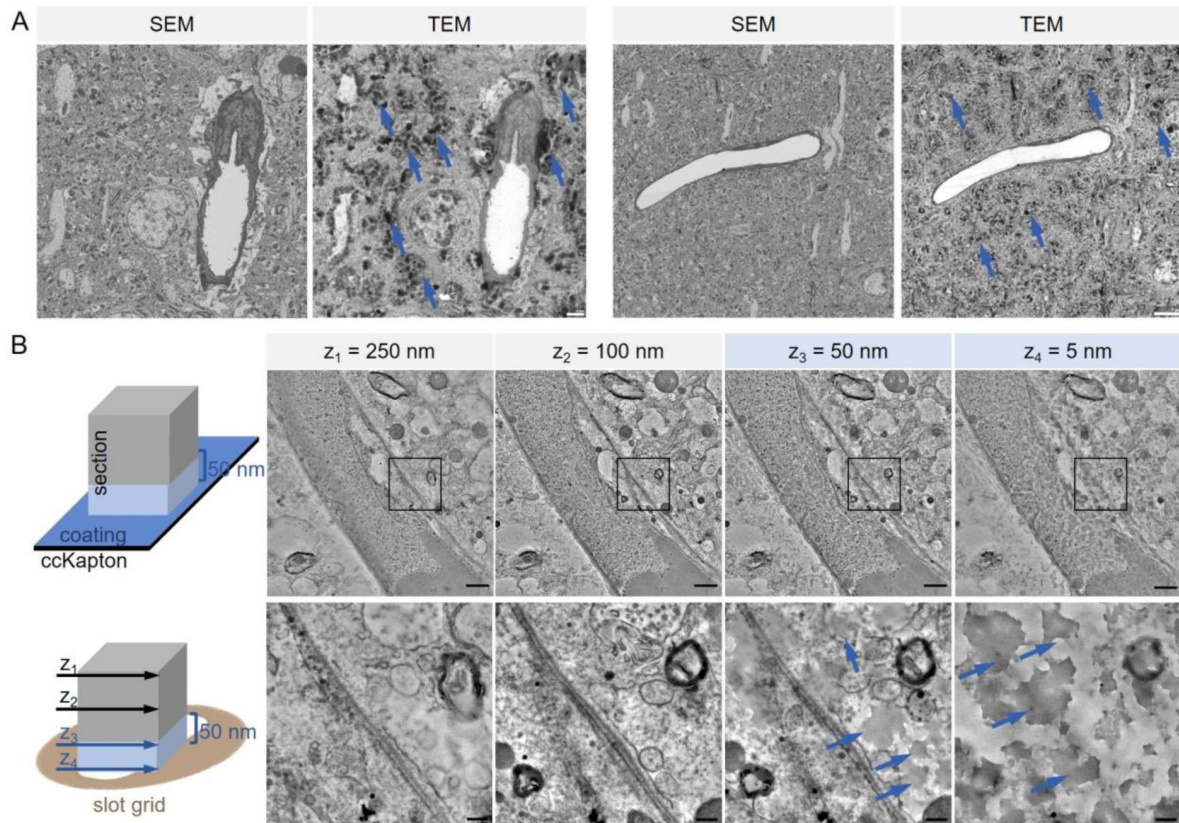 A
SEM
TEM
SEM
TEM
B
z₁ = 250 nm
z₂ = 100 nm
z₃ = 50 nm
z₄ = 5 nm
section
50 nm
coating
ccKapton
z₁
z₂
z₃
z₄
50 nm
slot grid